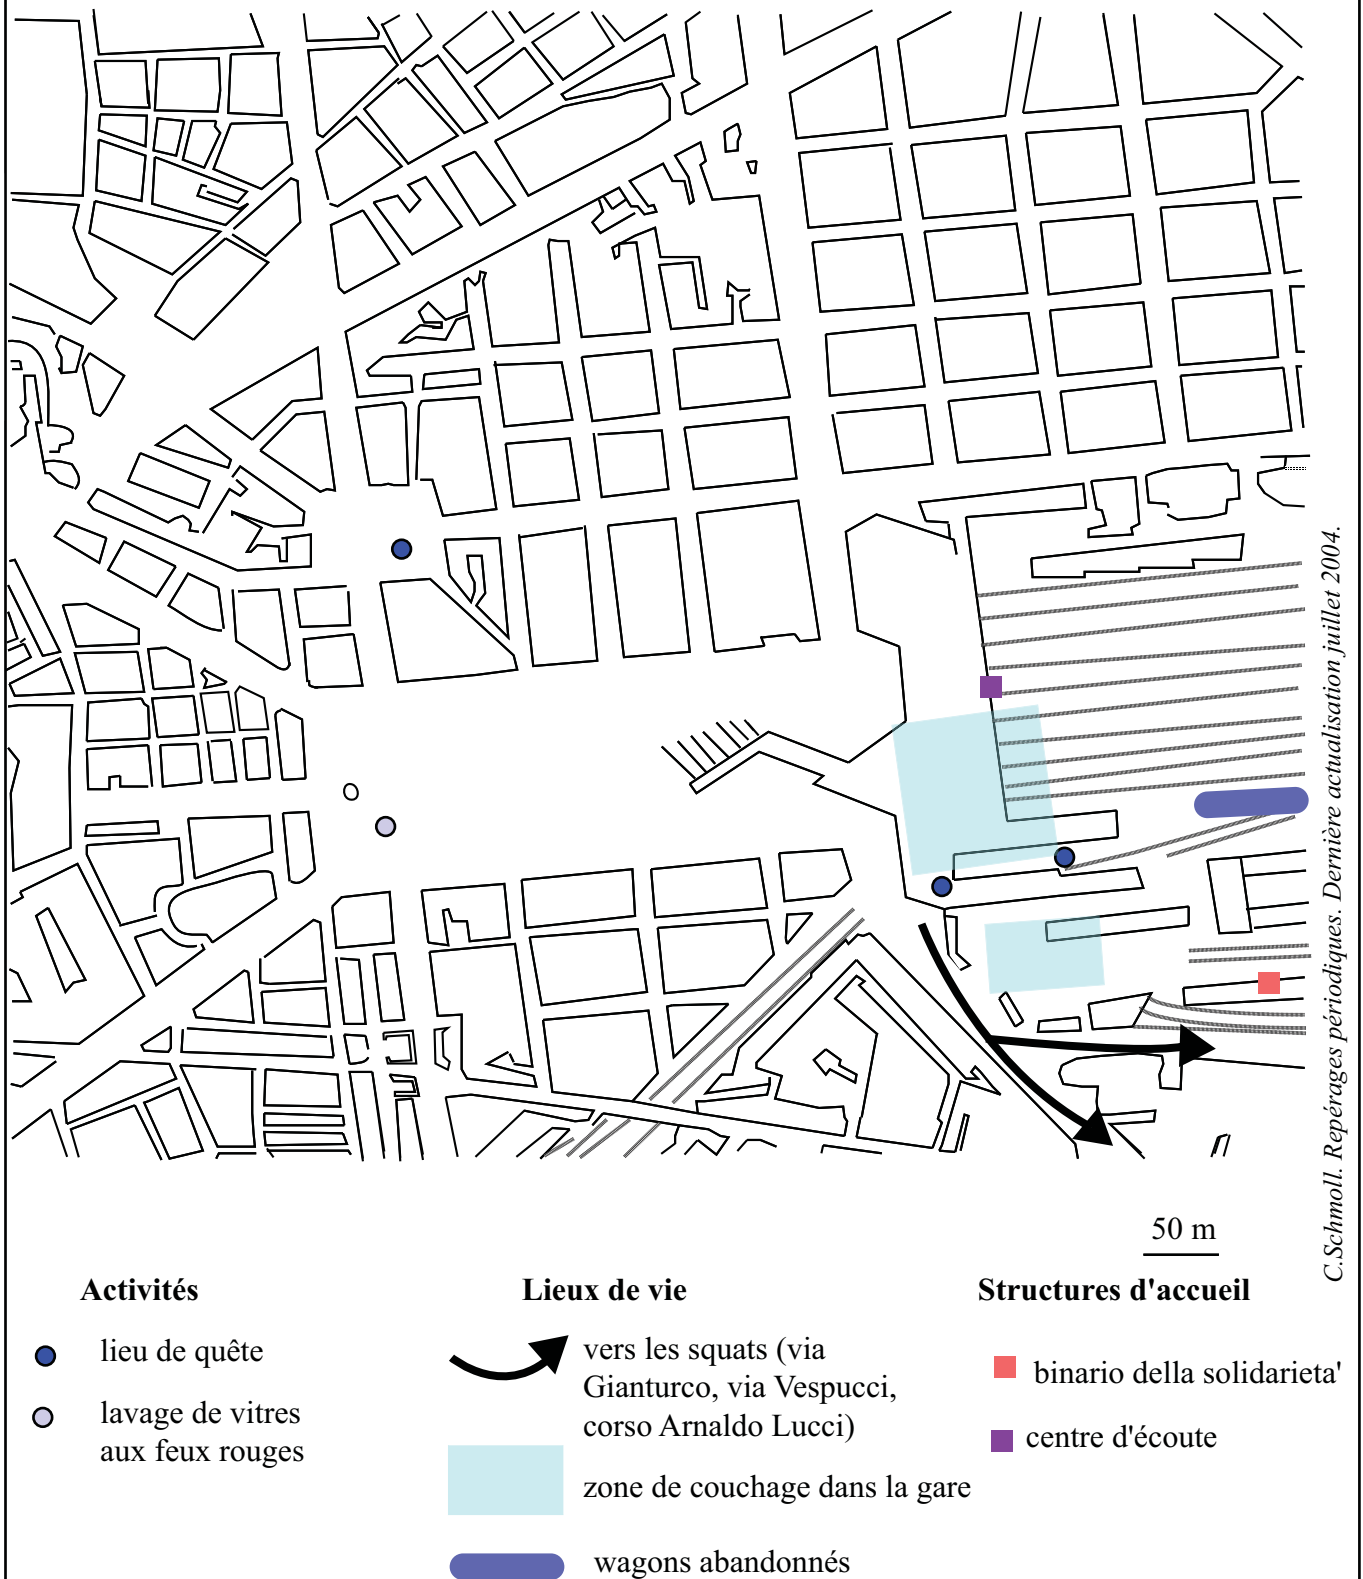 C.Schmoll. Repérages périodiques. Dernière actualisation juillet 2004.
50 m
Activités
lieu de quête
lavage de vitres
aux feux rouges
Lieux de vie
vers les squats (via
Gianturco, via Vespucci,
corso Arnaldo Lucci)
zone de couchage dans la gare
wagons abandonnés
Structures d'accueil
binario della solidarieta'
centre d'écoute